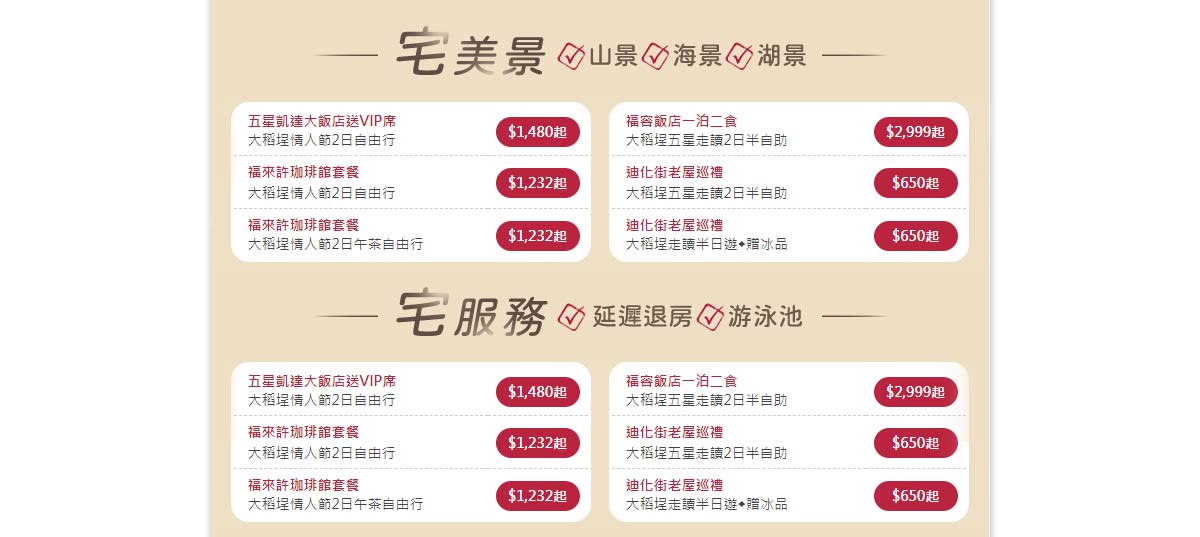 宅美景 山景 海景 湖景
五星凱達大飯店送VIP席
大稻埕情人節2日自由行
$1,480起
福來許珈琲館套餐
大稻埕情人節2日自由行
$1,232起
福來許珈琲館套餐
大稻埕情人節2日午茶自由行
$1,232起
福容飯店一泊二食
大稻埕五星走讀2日半自助
$2,999起
迪化街老屋巡禮
大稻埕五星走讀2日半自助
$650起
迪化街老屋巡禮
大稻埕走讀半日遊◆贈冰品
$650起
宅服務 延遲退房 游泳池
五星凱達大飯店送VIP席
大稻埕情人節2日自由行
$1,480起
福來許珈琲館套餐
大稻埕情人節2日自由行
$1,232起
福來許珈琲館套餐
大稻埕情人節2日午茶自由行
$1,232起
福容飯店一泊二食
大稻埕五星走讀2日半自助
$2,999起
迪化街老屋巡禮
大稻埕五星走讀2日半自助
$650起
迪化街老屋巡禮
大稻埕走讀半日遊◆贈冰品
$650起